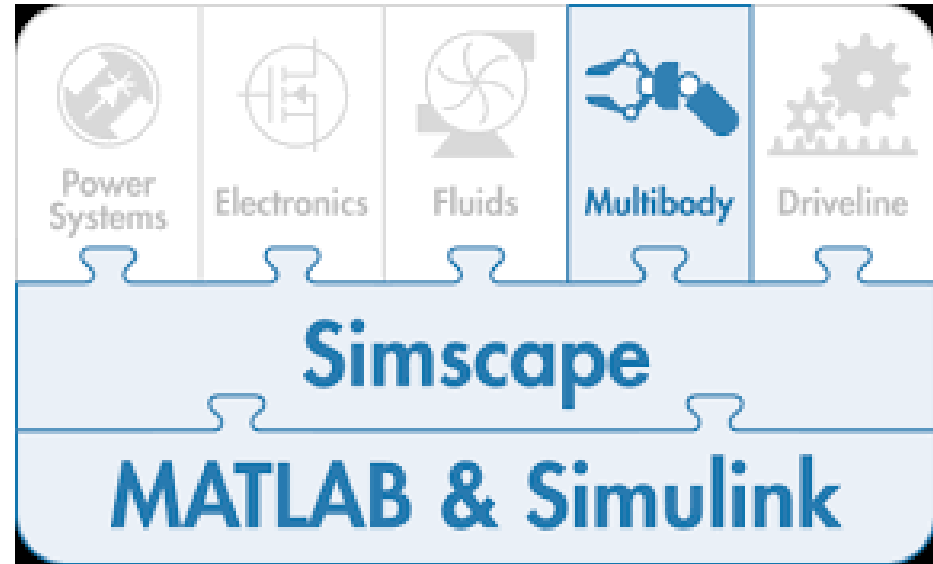 Power
Systems
Electronics
Fluids
Multibody
Driveline
Simscape
MATLAB & Simulink